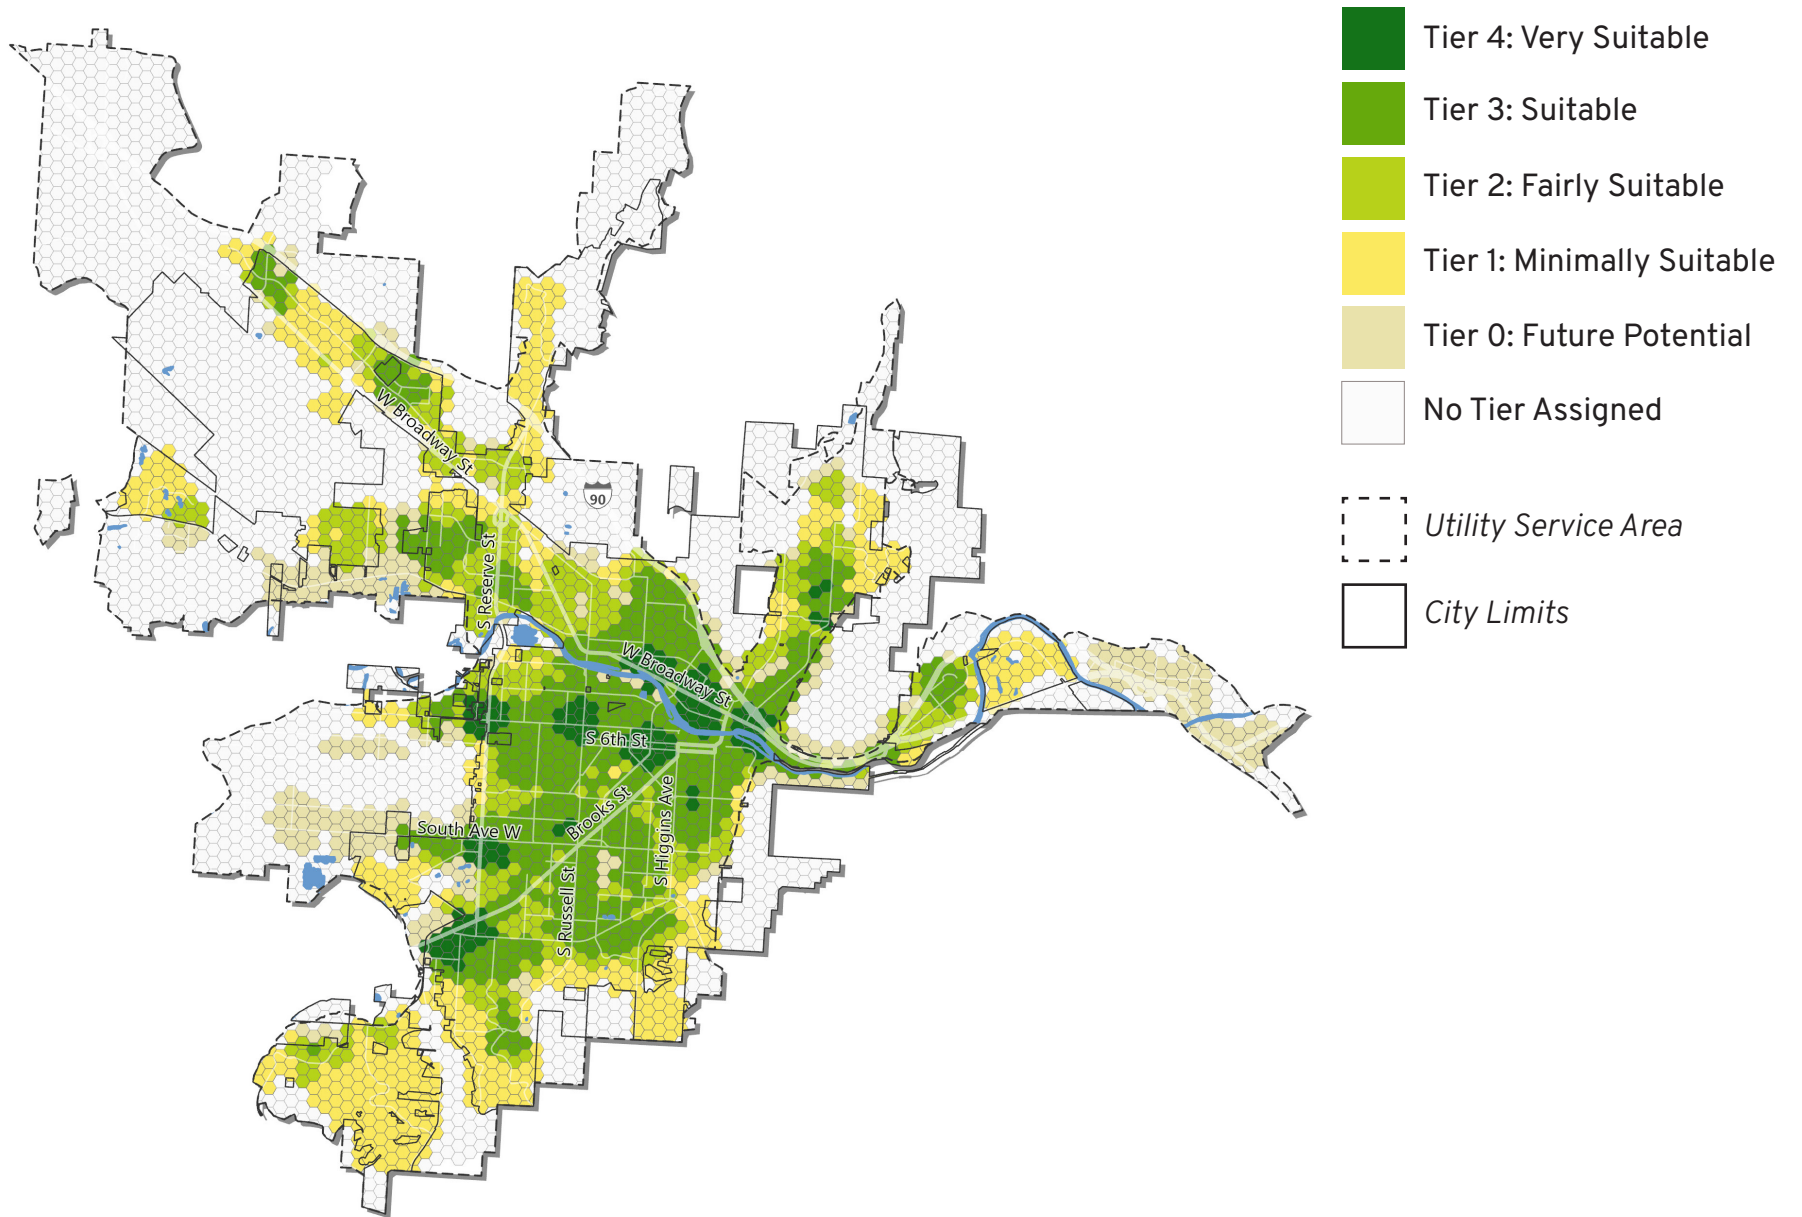 Tier 4: Very Suitable
Tier 3: Suitable
Tier 2: Fairly Suitable
Tier 1: Minimally Suitable
Tier 0: Future Potential
No Tier Assigned
Utility Service Area
City Limits
W Broadway St
90
S Reserve St
W Broadway St
S 6th St
Brooks St
S Higgins Ave
South Ave W
S Russell St